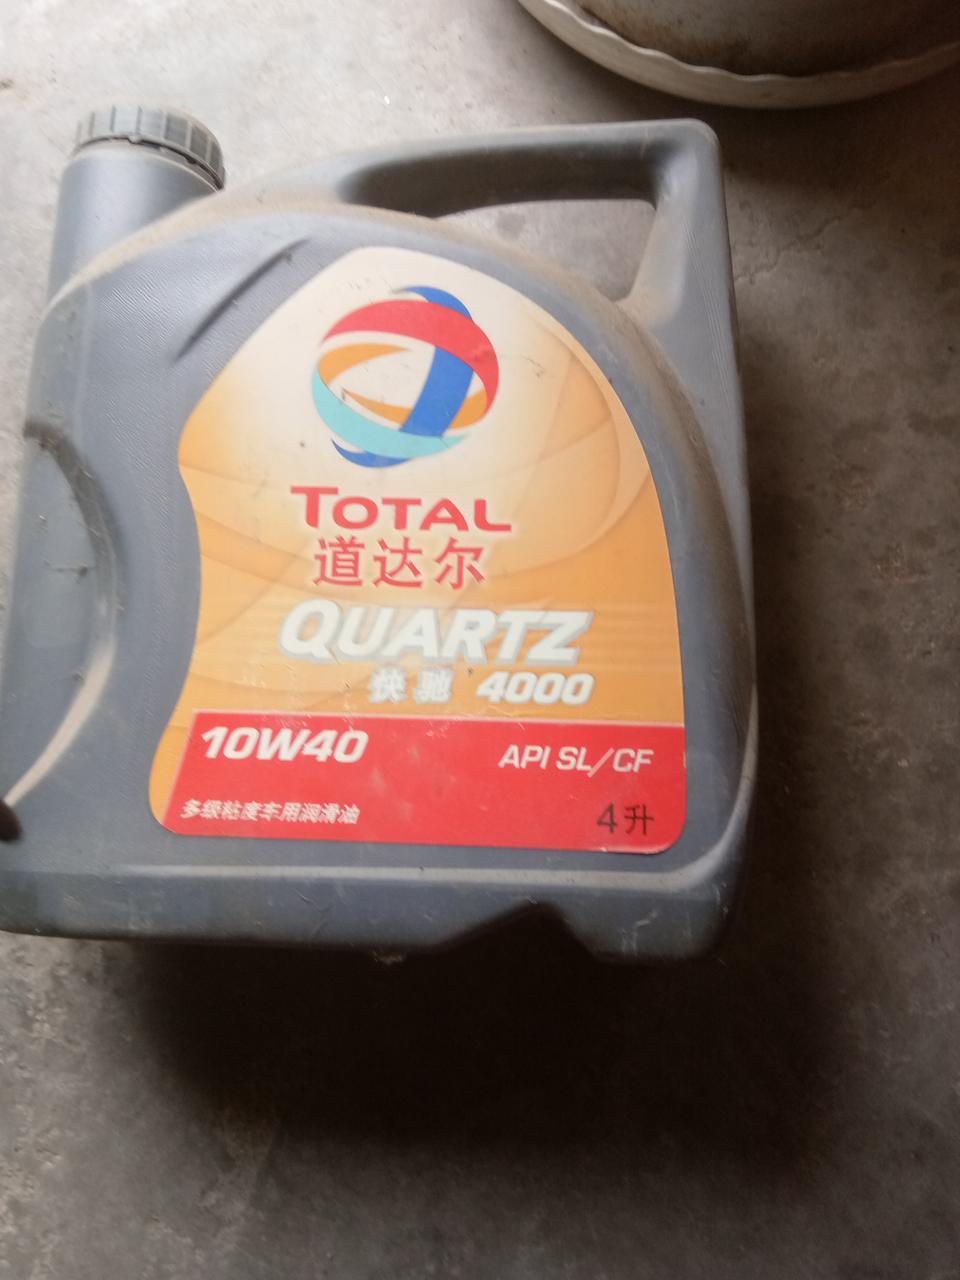 TOTAL
道达尔
QUARTZ
快驰 4000
10W40
API SL/CF
多级粘度车用润滑油
4升